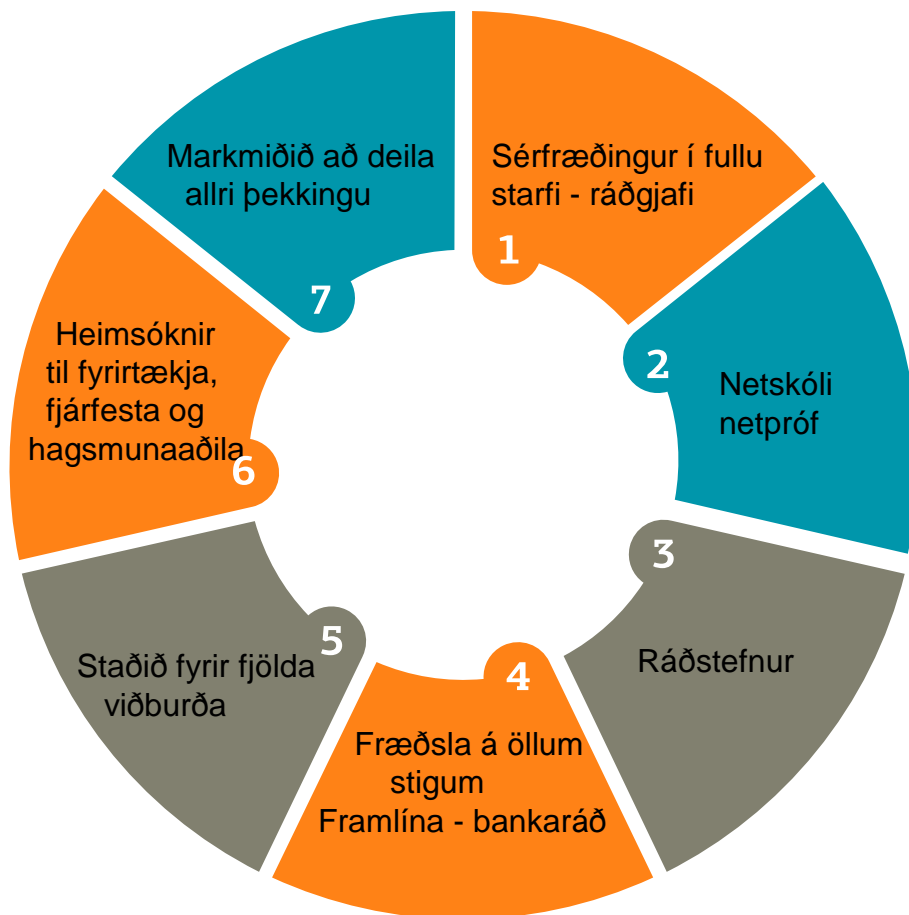 Sérfræðingur í fullu
starfi - ráðgjafi
1
2
Netskóli
netpróf
3
Ráðstefnur
4
Fræðsla á öllum
stigum
Framlína - bankaráð
5
Staðið fyrir fjölda
viðburða
Heimsóknir
til fyrirtækja,
fjárfesta og
hagsmunaaðila
6
Markmiðið að deila
allri þekkingu
7